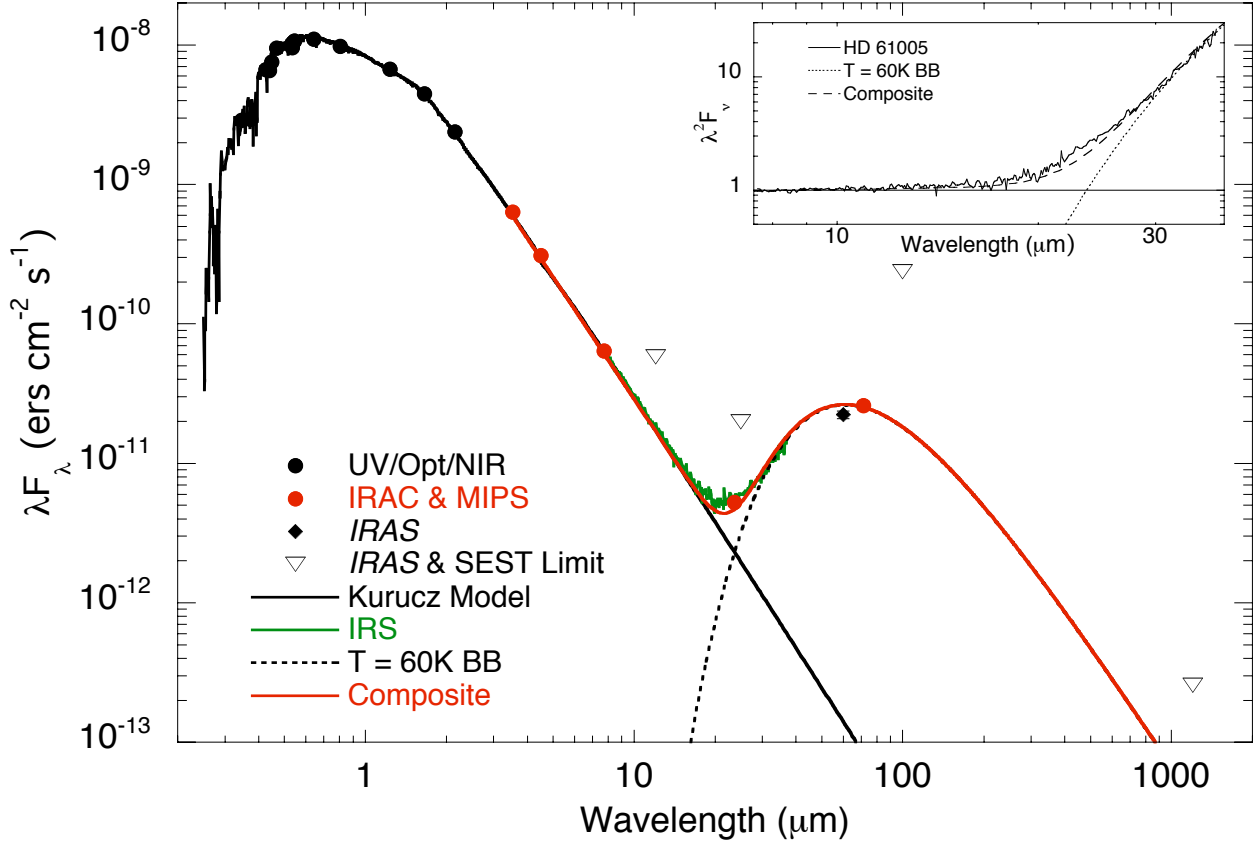 10⁻⁸
10⁻⁹
10⁻¹⁰
10⁻¹¹
10⁻¹²
10⁻¹³
λF_λ (ers cm⁻² s⁻¹)
UV/Opt/NIR
IRAC & MIPS
IRAS
IRAS & SEST Limit
Kurucz Model
IRS
T = 60K BB
Composite
1 10 100 1000
Wavelength (μm)
HD 61005
T = 60K BB
Composite
λ²F_ν
10
1
10 30
Wavelength (μm)